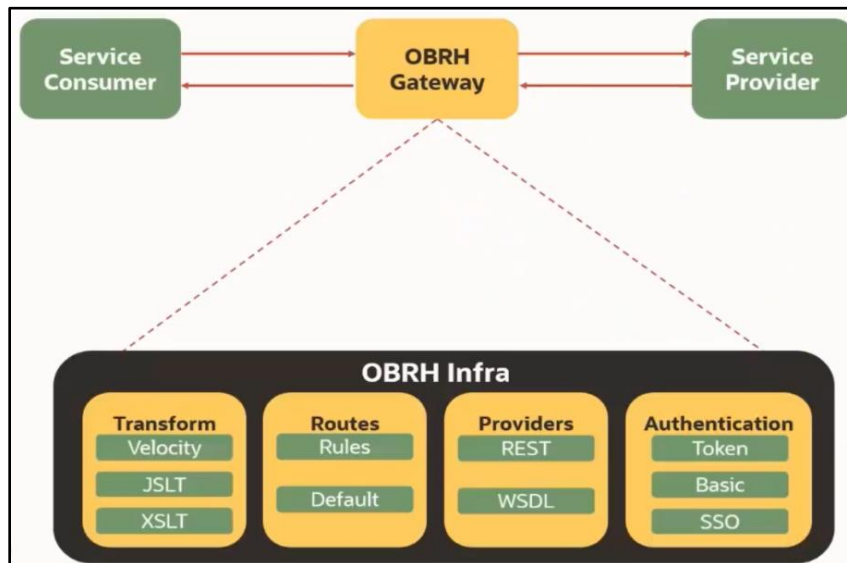 Service
Consumer
OBRH
Gateway
Service
Provider
OBRH Infra
Transform
Velocity
JSLT
XSLT
Routes
Rules
Default
Providers
REST
WSDL
Authentication
Token
Basic
SSO